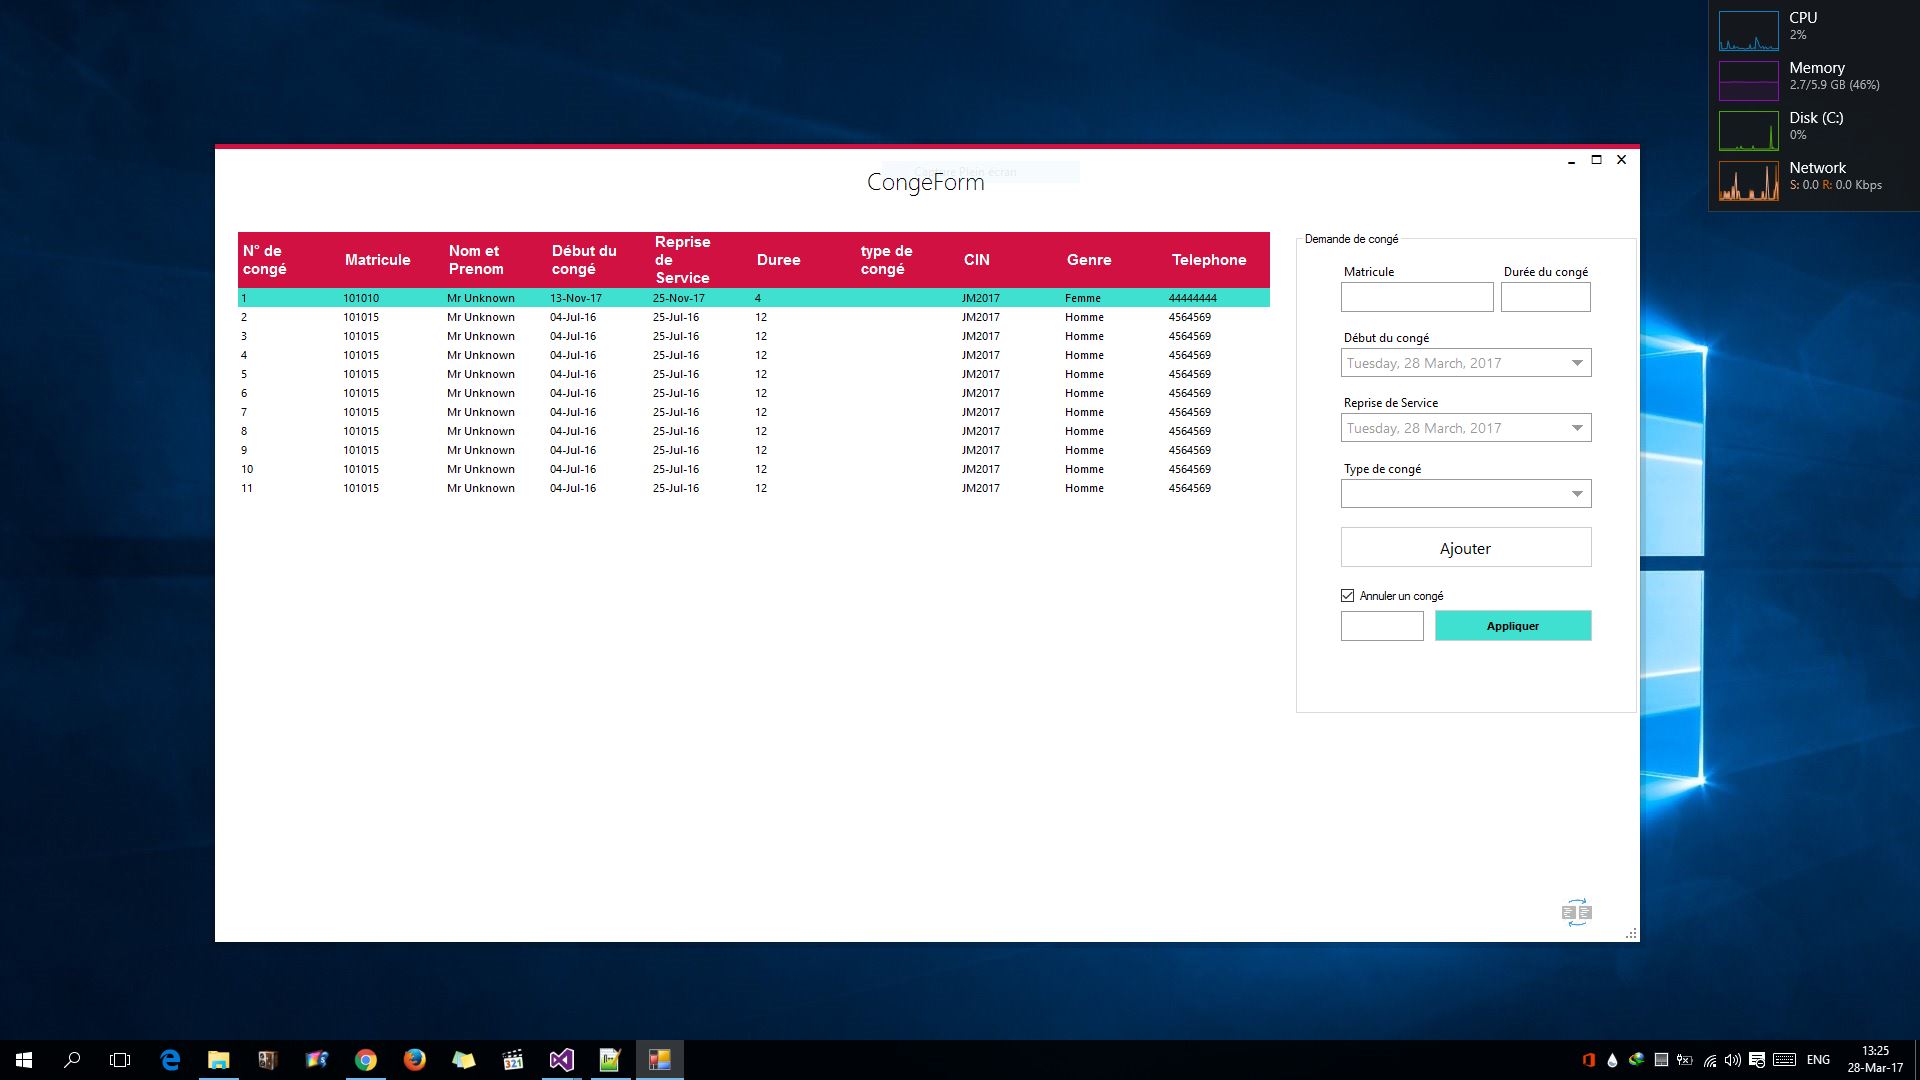 CPU
2%
Memory
2.7/5.9 GB (46%)
Disk (C:)
0%
Network
S: 0.0 R: 0.0 Kbps
Capture Plein écran
CongeForm
N° de congé Matricule Nom et Prenom Début du congé Reprise de Service Duree type de congé CIN Genre Telephone
1 101010 Mr Unknown 13-Nov-17 25-Nov-17 4 JM2017 Femme 44444444
2 101015 Mr Unknown 04-Jul-16 25-Jul-16 12 JM2017 Homme 4564569
3 101015 Mr Unknown 04-Jul-16 25-Jul-16 12 JM2017 Homme 4564569
4 101015 Mr Unknown 04-Jul-16 25-Jul-16 12 JM2017 Homme 4564569
5 101015 Mr Unknown 04-Jul-16 25-Jul-16 12 JM2017 Homme 4564569
6 101015 Mr Unknown 04-Jul-16 25-Jul-16 12 JM2017 Homme 4564569
7 101015 Mr Unknown 04-Jul-16 25-Jul-16 12 JM2017 Homme 4564569
8 101015 Mr Unknown 04-Jul-16 25-Jul-16 12 JM2017 Homme 4564569
9 101015 Mr Unknown 04-Jul-16 25-Jul-16 12 JM2017 Homme 4564569
10 101015 Mr Unknown 04-Jul-16 25-Jul-16 12 JM2017 Homme 4564569
11 101015 Mr Unknown 04-Jul-16 25-Jul-16 12 JM2017 Homme 4564569
Demande de congé
Matricule Durée du congé
Début du congé
Tuesday, 28 March, 2017
Reprise de Service
Tuesday, 28 March, 2017
Type de congé
Ajouter
Annuler un congé
Appliquer
321
ENG
13:25
28-Mar-17